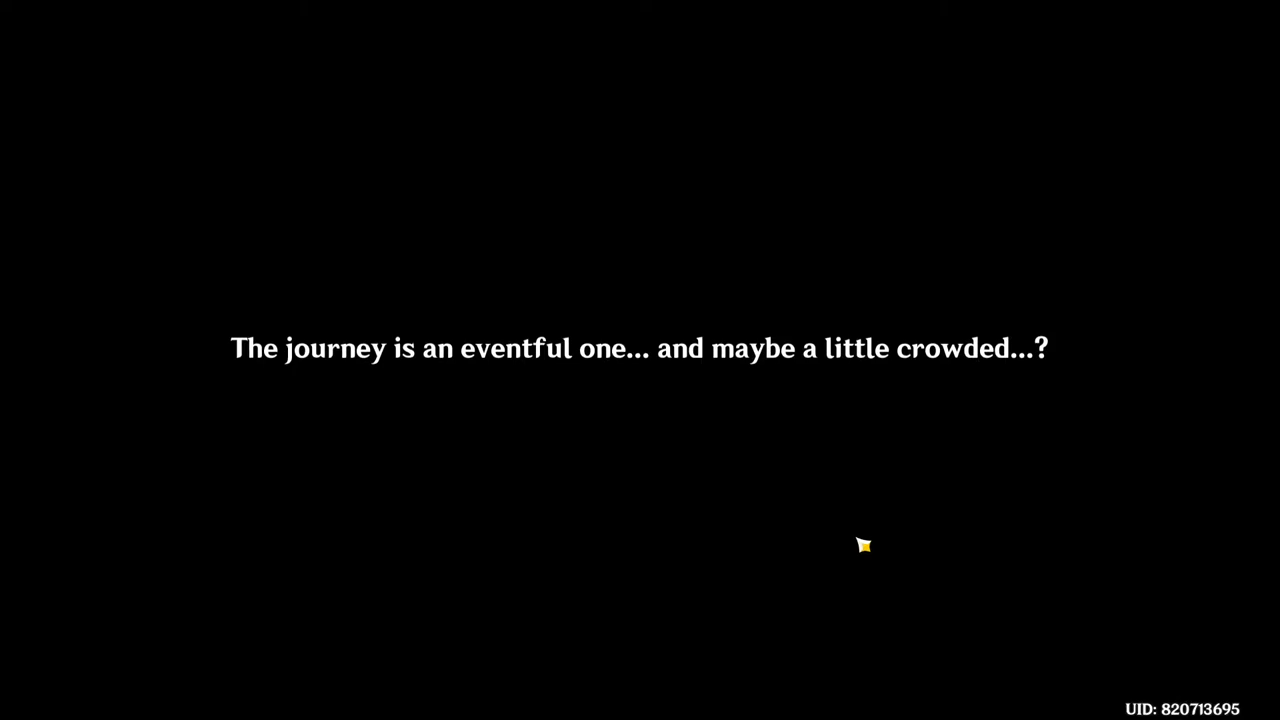 The journey is an eventful one... and maybe a little crowded...?
UID: 820713695